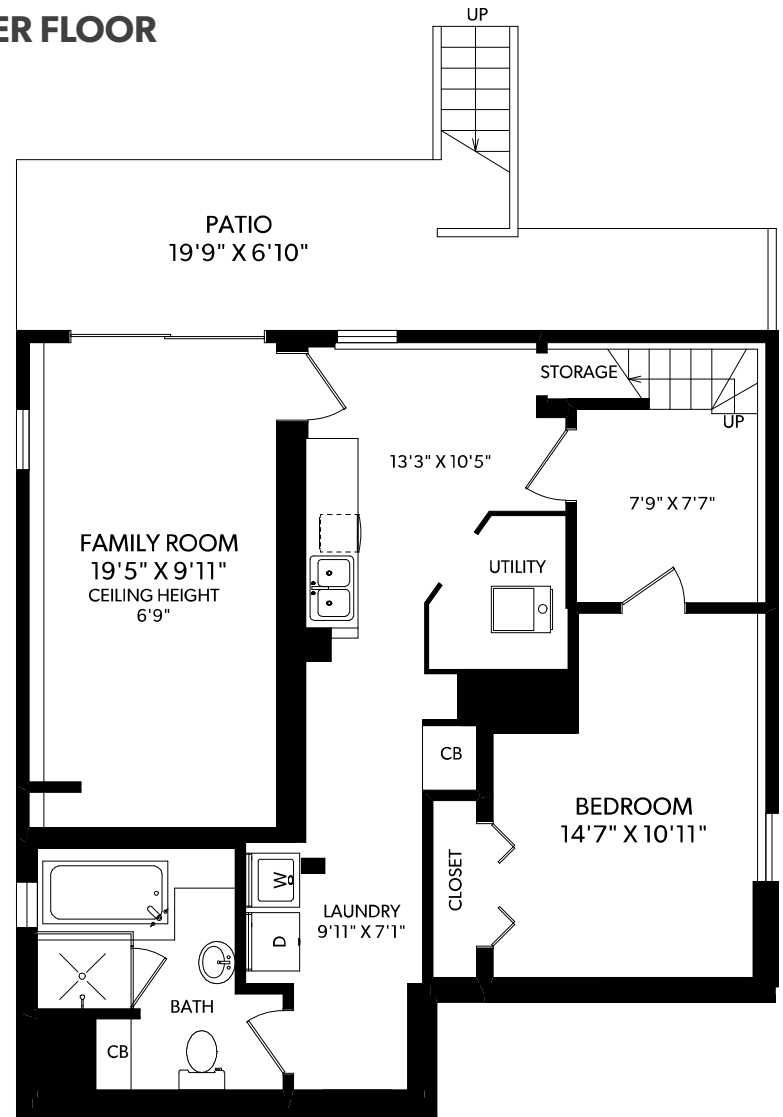 ER FLOOR
UP
PATIO
19'9" X 6'10"
STORAGE
UP
13'3" X 10'5"
7'9" X 7'7"
FAMILY ROOM
19'5" X 9'11"
CEILING HEIGHT
6'9"
UTILITY
CB
BEDROOM
14'7" X 10'11"
CLOSET
W
LAUNDRY
9'11" X 7'1"
D
BATH
CB